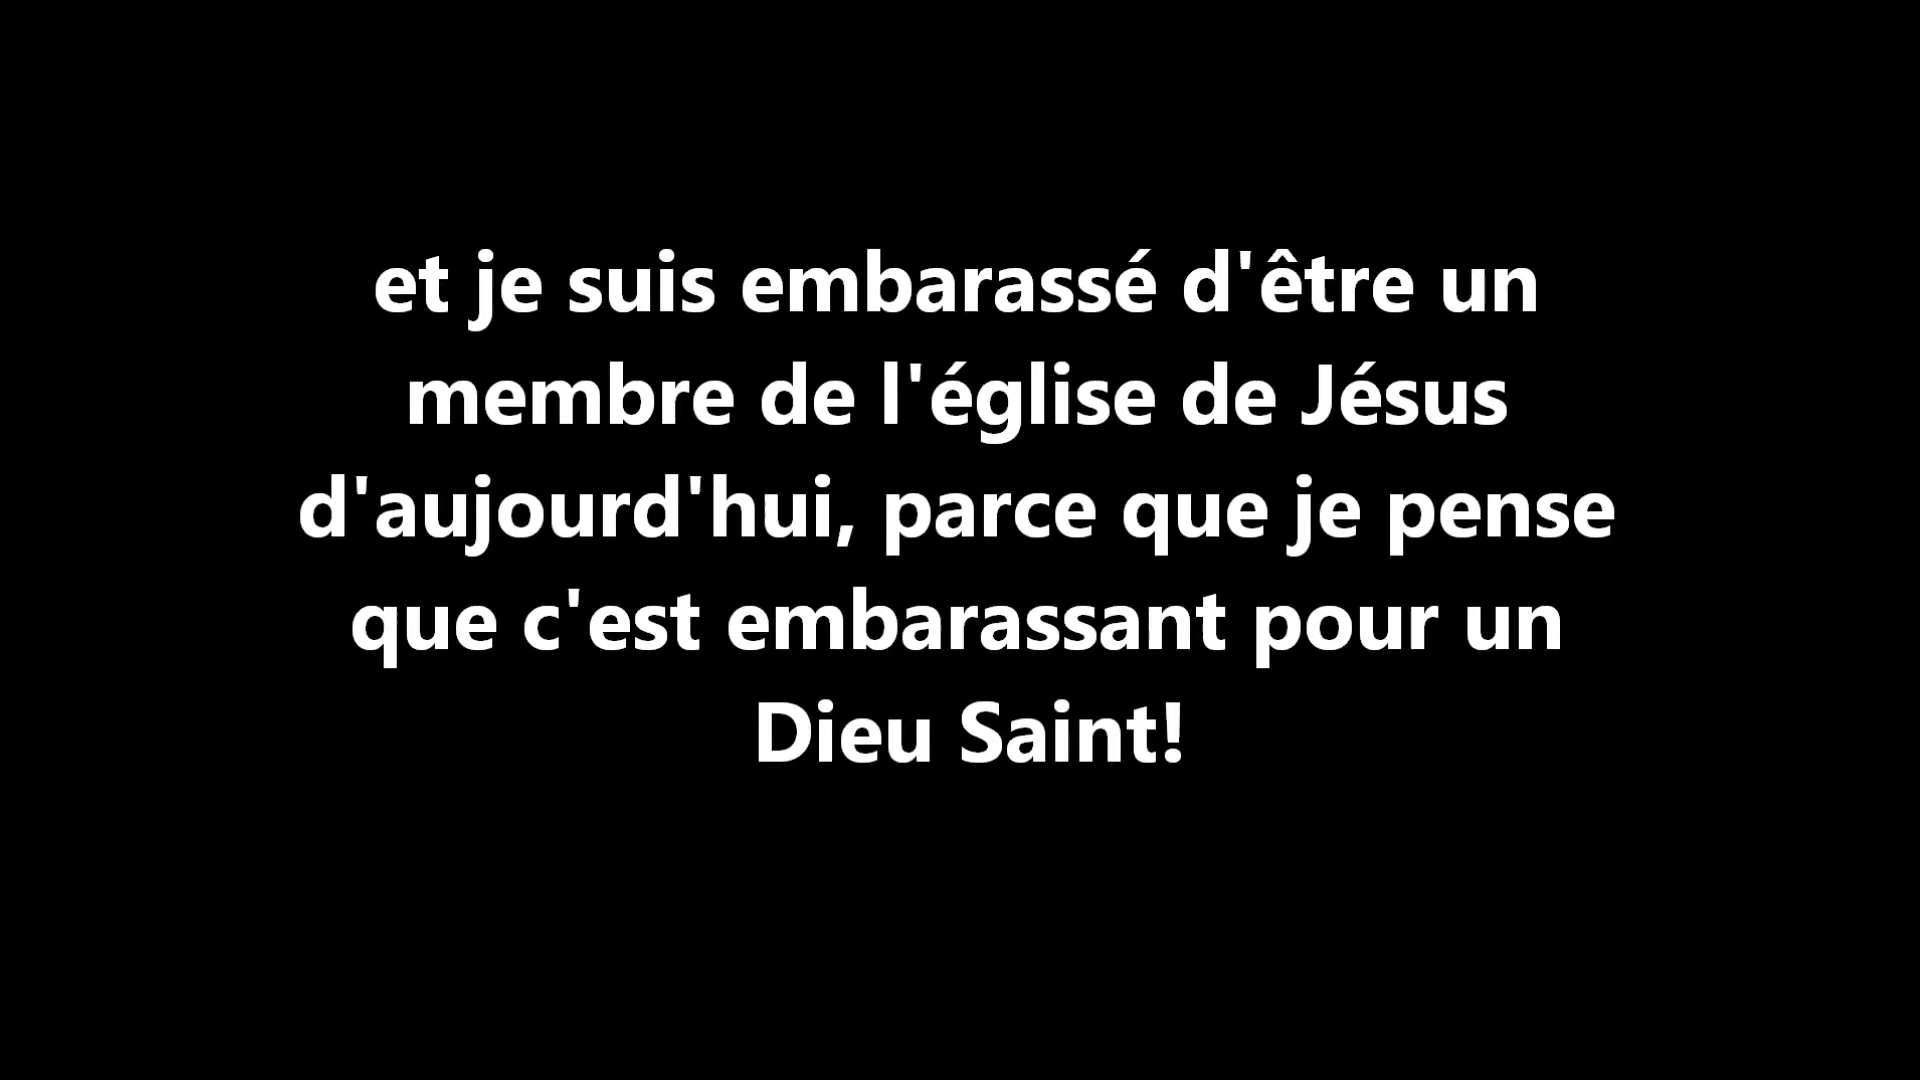 et je suis embarassé d'être un
membre de l'église de Jésus
d'aujourd'hui, parce que je pense
que c'est embarassant pour un
Dieu Saint!